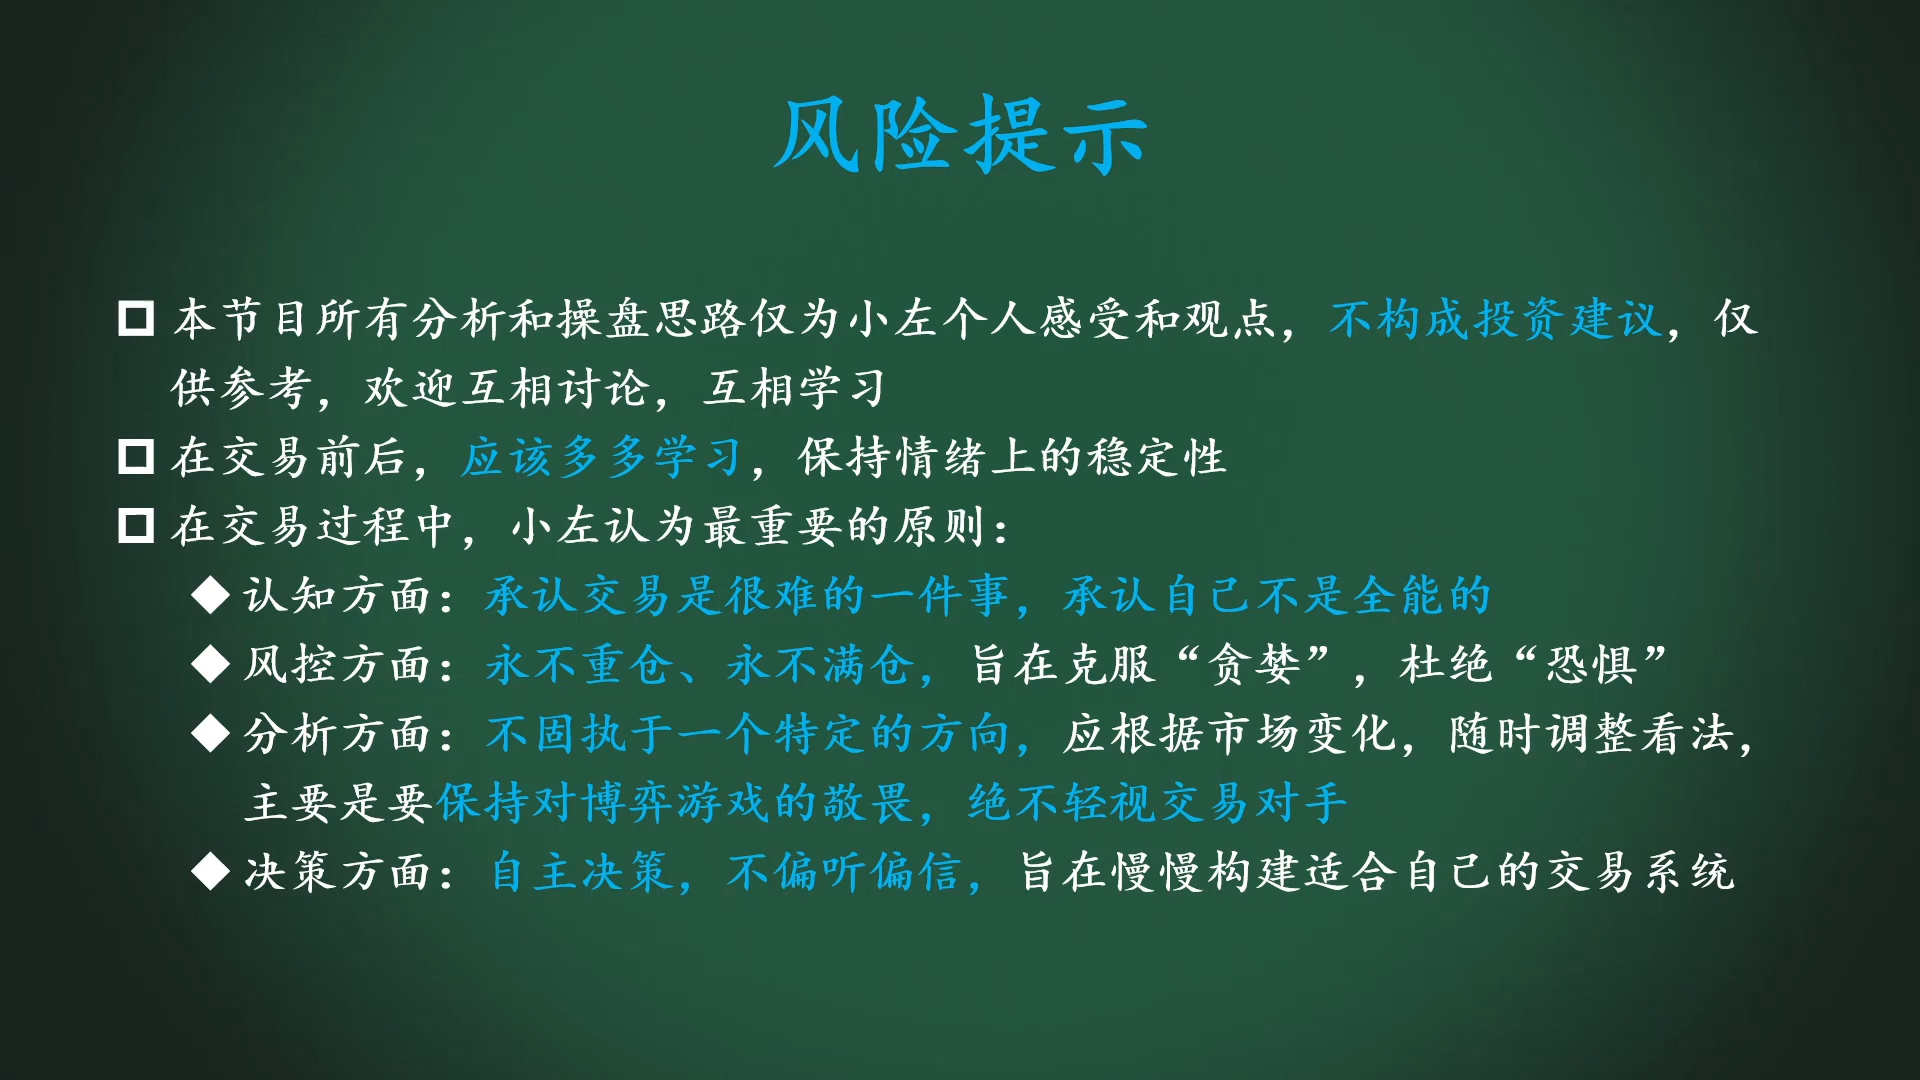 风险提示
本节目所有分析和操盘思路仅为小左个人感受和观点，不构成投资建议，仅
供参考，欢迎互相讨论，互相学习
在交易前后，应该多多学习，保持情绪上的稳定性
在交易过程中，小左认为最重要的原则：
认知方面：承认交易是很难的一件事，承认自己不是全能的
风控方面：永不重仓、永不满仓，旨在克服“贪婪”，杜绝“恐惧”
分析方面：不固执于一个特定的方向，应根据市场变化，随时调整看法，
主要是要保持对博弈游戏的敬畏，绝不轻视交易对手
决策方面：自主决策，不偏听偏信，旨在慢慢构建适合自己的交易系统